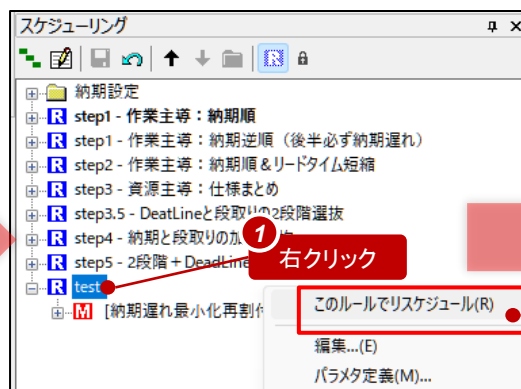 スケジューリング
納期設定
step1 - 作業主導：納期順
step1 - 作業主導：納期逆順（後半必ず納期遅れ）
step2 - 作業主導：納期順＆リードタイム短縮
step3 - 資源主導：仕様まとめ
step3.5 - DeatLineと段取りの2段階選抜
step4 - 納期と段取りの加
1
step5 - 2段階＋DeadLine
右クリック
test
[納期遅れ最小化再割付
このルールでリスケジュール(R)
編集...(E)
パラメタ定義(M)...